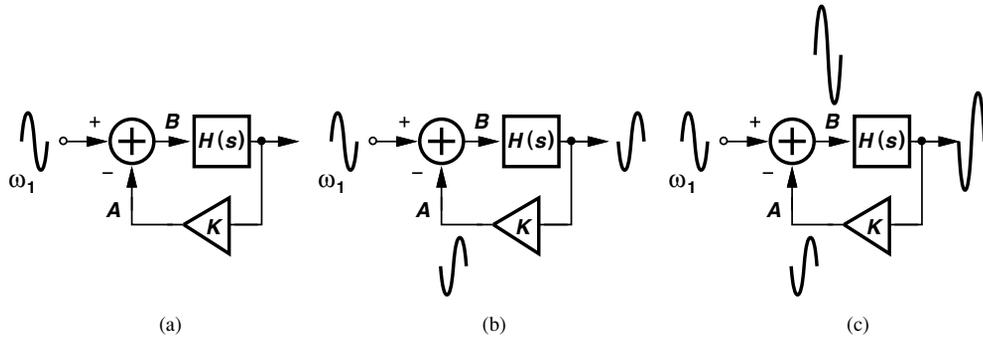 + B H(s)
ω1 − A K
(a)
+ B H(s)
ω1 − A K
(b)
+ B H(s)
ω1 − A K
(c)